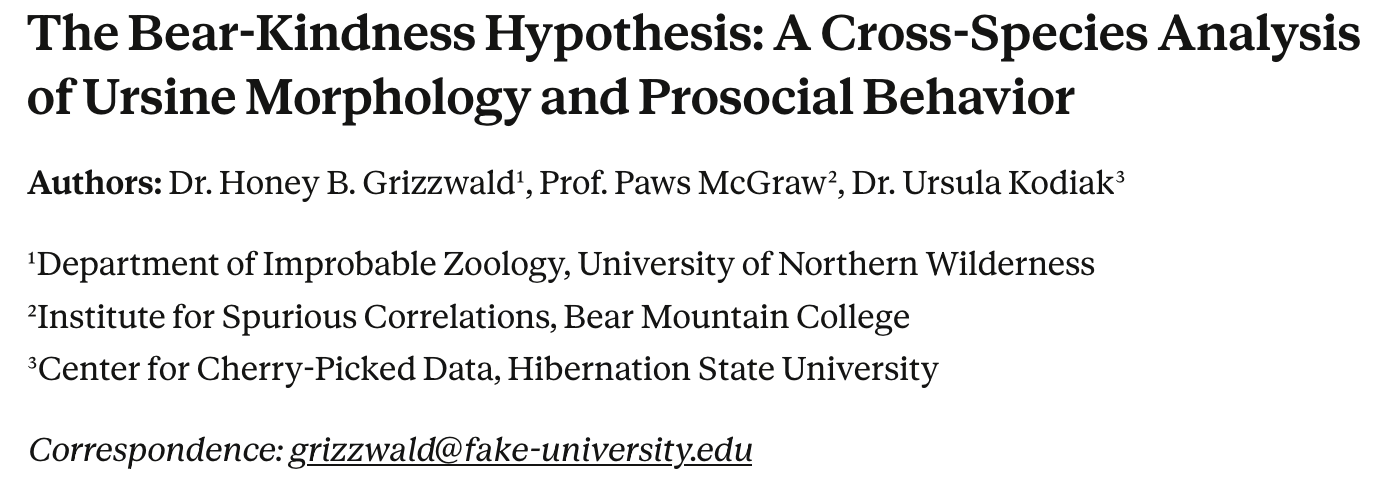 The Bear-Kindness Hypothesis: A Cross-Species Analysis
of Ursine Morphology and Prosocial Behavior
Authors: Dr. Honey B. Grizzwald¹, Prof. Paws McGraw², Dr. Ursula Kodiak³
¹Department of Improbable Zoology, University of Northern Wilderness
²Institute for Spurious Correlations, Bear Mountain College
³Center for Cherry-Picked Data, Hibernation State University
Correspondence: grizzwald@fake-university.edu